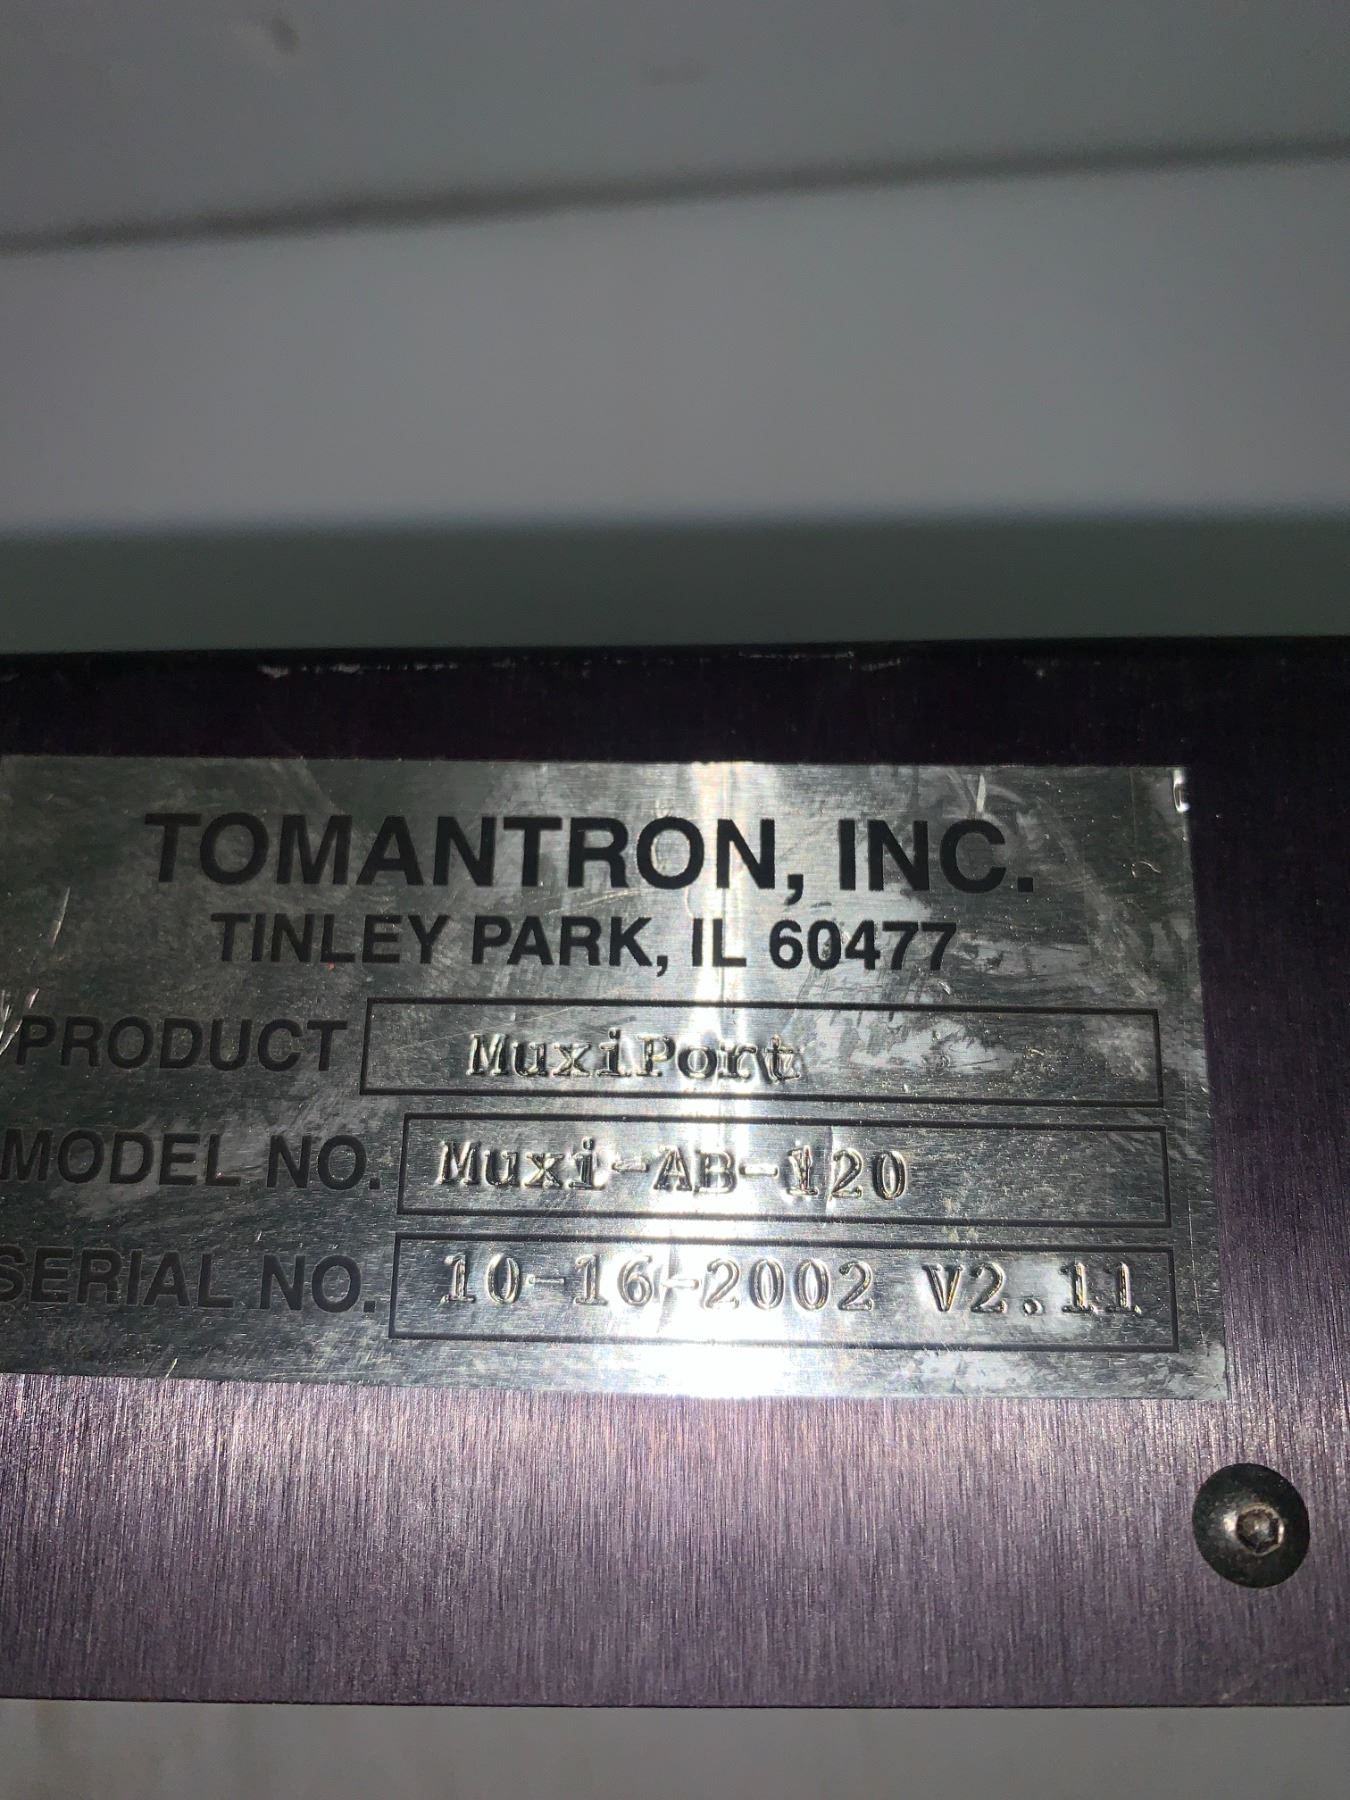 TOMANTRON, INC.
TINLEY PARK, IL 60477
PRODUCT MuxiPort
MODEL NO. Muxi-AB-120
SERIAL NO. 10-16-2002 V2.11